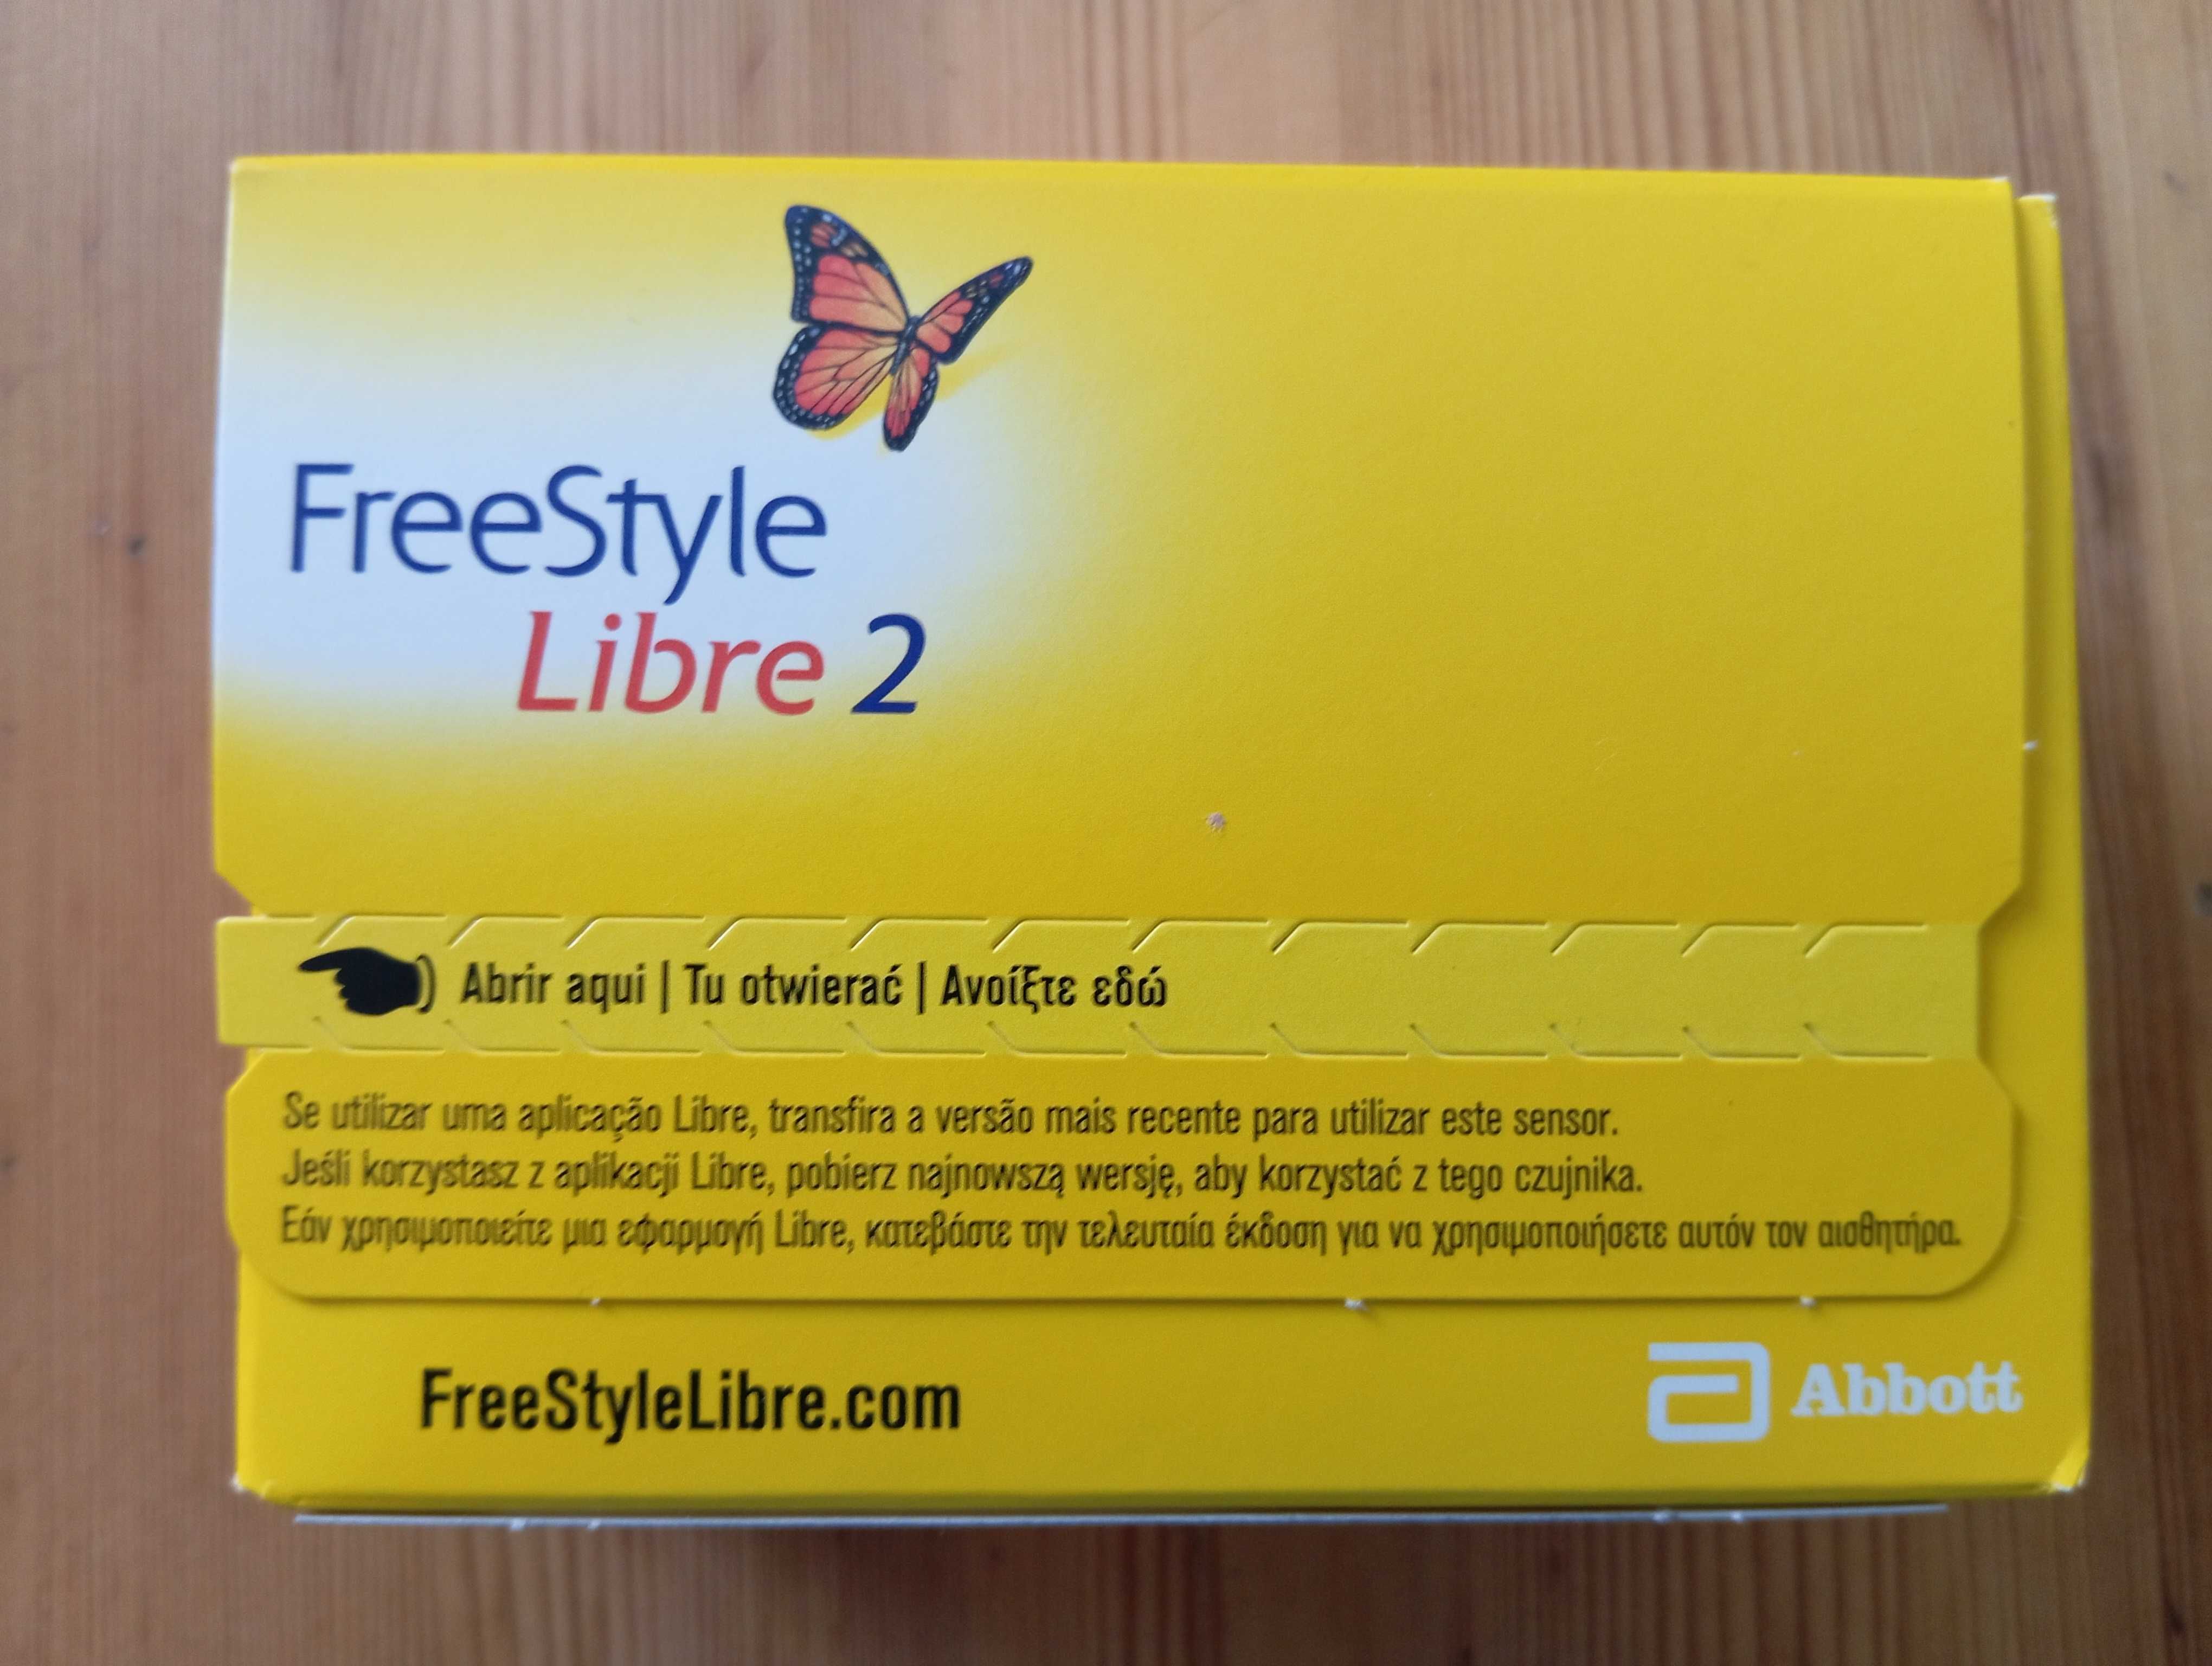 FreeStyle
Libre 2
Abrir aqui | Tu otwierać | Ανοίξτε εδώ
Se utilizar uma aplicação Libre, transfira a versão mais recente para utilizar este sensor.
Jeśli korzystasz z aplikacji Libre, pobierz najnowszą wersję, aby korzystać z tego czujnika.
Εάν χρησιμοποιείτε μια εφαρμογή Libre, κατεβάστε την τελευταία έκδοση για να χρησιμοποιήσετε αυτόν τον αισθητήρα.
FreeStyleLibre.com
Abbott